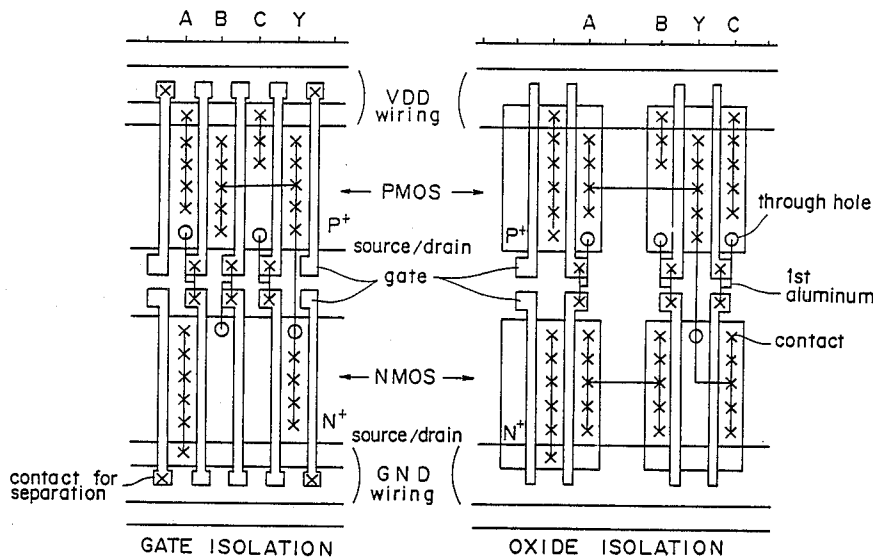 A B C Y
A B Y C
VDD
wiring
PMOS
through hole
P+
P+
source/drain
gate
1st
aluminum
contact
NMOS
N+
source/drain
N+
contact for
separation
GND
wiring
GATE ISOLATION
OXIDE ISOLATION